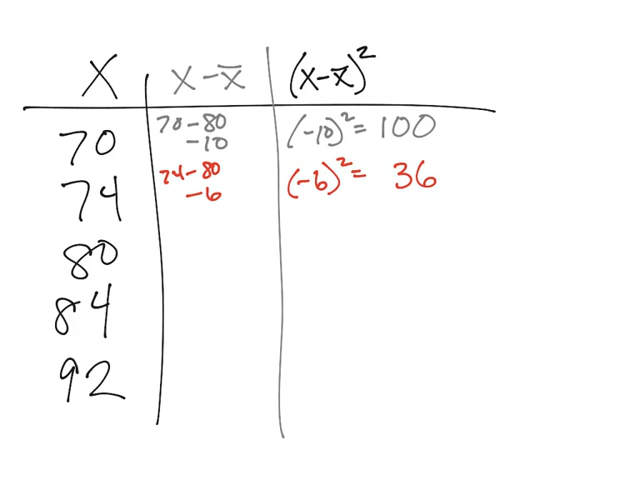 X x-x̅ (x-x̅)²
70 70-80 (-10)²= 100
-10
74 74-80 (-6)²= 36
-6
80
84
92